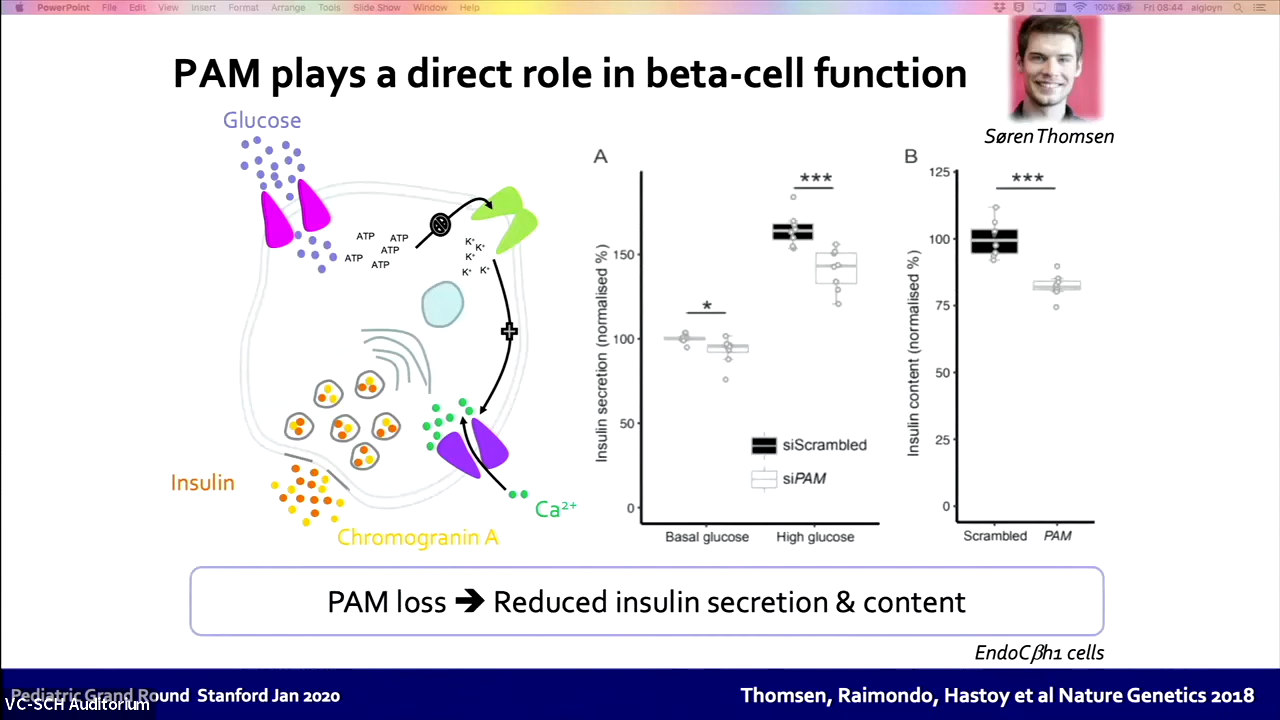 PowerPoint File Edit View Insert Format Arrange Tools Slide Show Window Help 100% Fri 08:44 algloyn
PAM plays a direct role in beta-cell function
Søren Thomsen
Glucose
ATP ATP ATP ATP ATP
K⁺ K⁺ K⁺ K⁺ K⁺
Insulin
Chromogranin A
Ca²⁺
A
***
*
Insulin secretion (normalised %)
150
100
50
0
siScrambled
siPAM
Basal glucose High glucose
B
***
Insulin content (normalised %)
125
100
75
50
25
0
Scrambled PAM
PAM loss ➔ Reduced insulin secretion & content
EndoCβh1 cells
Pediatric Grand Round Stanford Jan 2020
VC-SCH Auditorium
Thomsen, Raimondo, Hastoy et al Nature Genetics 2018